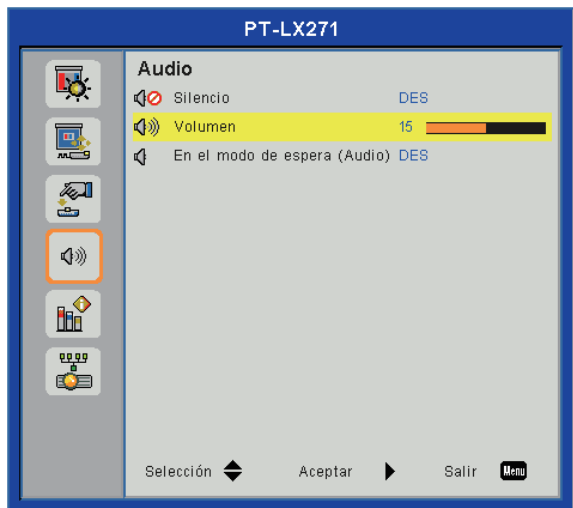 PT-LX271
Audio
Silencio DES
Volumen 15
En el modo de espera (Audio) DES
Selección Aceptar Salir Menu